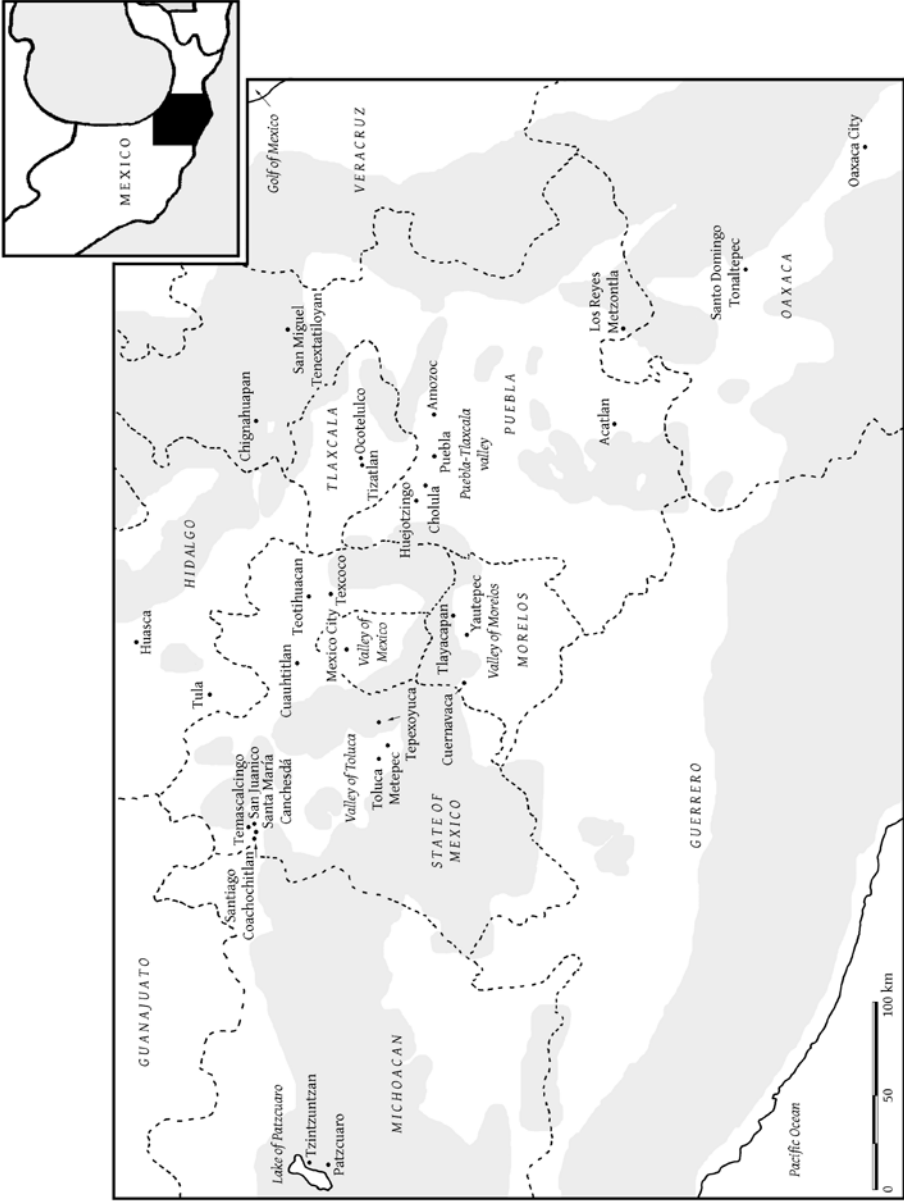 MEXICO
Golf of Mexico
VERACRUZ
GUANAJUATO
Huasca
HIDALGO
Tula
Chignahuapan
San Miguel
Tenextatiloyan
Santiago
Coachochitlan
Temascalcingo
San Juanico
Santa María
Canchesdá
Cuauhtitlan
Teotihuacan
Mexico City
Texcoco
Valley of
Mexico
TLAXCALA
Ocotelulco
Tizatlan
Lake of Patzcuaro
Tzintzuntzan
Patzcuaro
MICHOACAN
Valley of Toluca
Toluca
Metepec
Tepexoyuca
STATE OF
MEXICO
Cuernavaca
Tlayacapan
Yautepec
Valley of Morelos
MORELOS
Huejotzingo
Cholula
Puebla
Amozoc
Puebla-Tlaxcala
valley
PUEBLA
Los Reyes
Metzontla
Acatlan
Santo Domingo
Tonaltepec
OAXACA
Oaxaca City
GUERRERO
Pacific Ocean
0 50 100 km